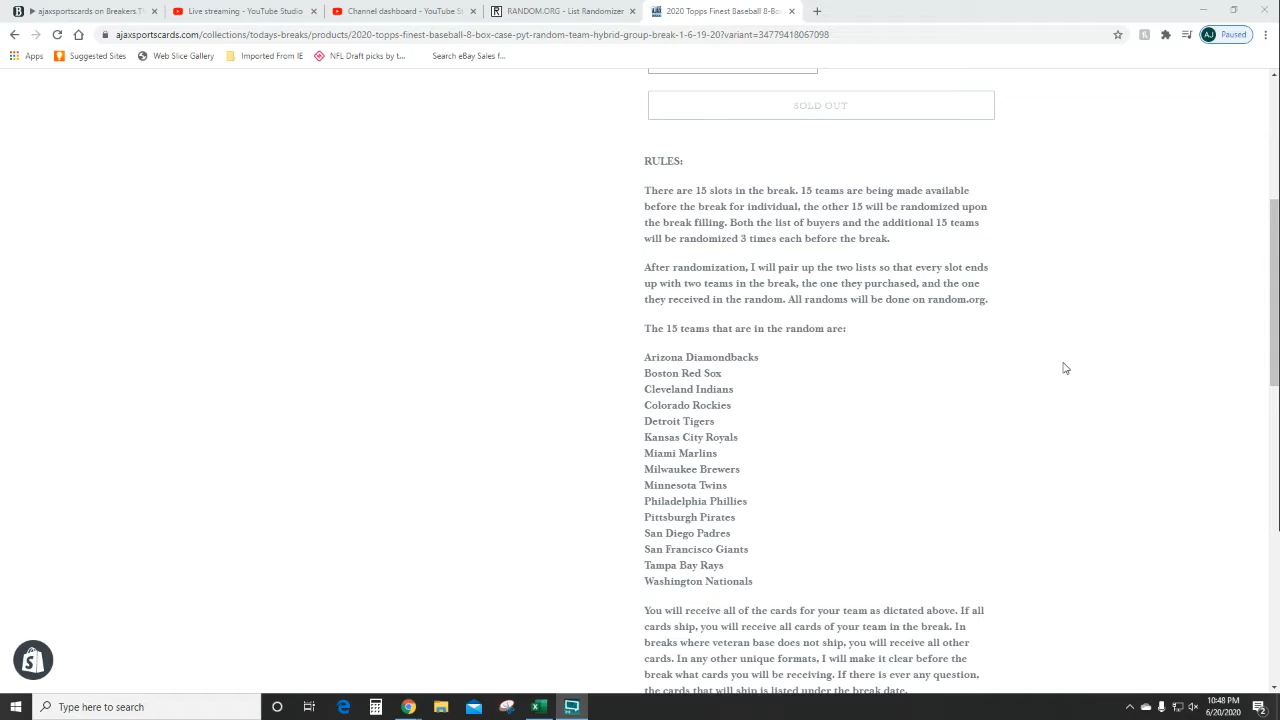 ajaxsportscards on Breakers.T
Live streaming - YouTube Studio
Channel dashboard - YouTube St
RANDOM.ORG - List Randomizer
2020 Topps Finest Baseball 8-Box
ajaxsportscards.com/collections/todays-breaks/products/2020-topps-finest-baseball-8-box-case-pyt-random-team-hybrid-group-break-1-6-19-20?variant=34779418067098
AJ Paused
Apps
Suggested Sites
Web Slice Gallery
Imported From IE
NFL Draft picks by t...
Search eBay Sales f...
SOLD OUT
RULES:
There are 15 slots in the break. 15 teams are being made available
before the break for individual, the other 15 will be randomized upon
the break filling. Both the list of buyers and the additional 15 teams
will be randomized 3 times each before the break.
After randomization, I will pair up the two lists so that every slot ends
up with two teams in the break, the one they purchased, and the one
they received in the random. All randoms will be done on random.org.
The 15 teams that are in the random are:
Arizona Diamondbacks
Boston Red Sox
Cleveland Indians
Colorado Rockies
Detroit Tigers
Kansas City Royals
Miami Marlins
Milwaukee Brewers
Minnesota Twins
Philadelphia Phillies
Pittsburgh Pirates
San Diego Padres
San Francisco Giants
Tampa Bay Rays
Washington Nationals
You will receive all of the cards for your team as dictated above. If all
cards ship, you will receive all cards of your team in the break. In
breaks where veteran base does not ship, you will receive all other
cards. In any other unique formats, I will make it clear before the
break what cards you will be receiving. If there is ever any question,
the cards that will ship is listed under the break date.
Type here to search
10:48 PM
6/20/2020
2